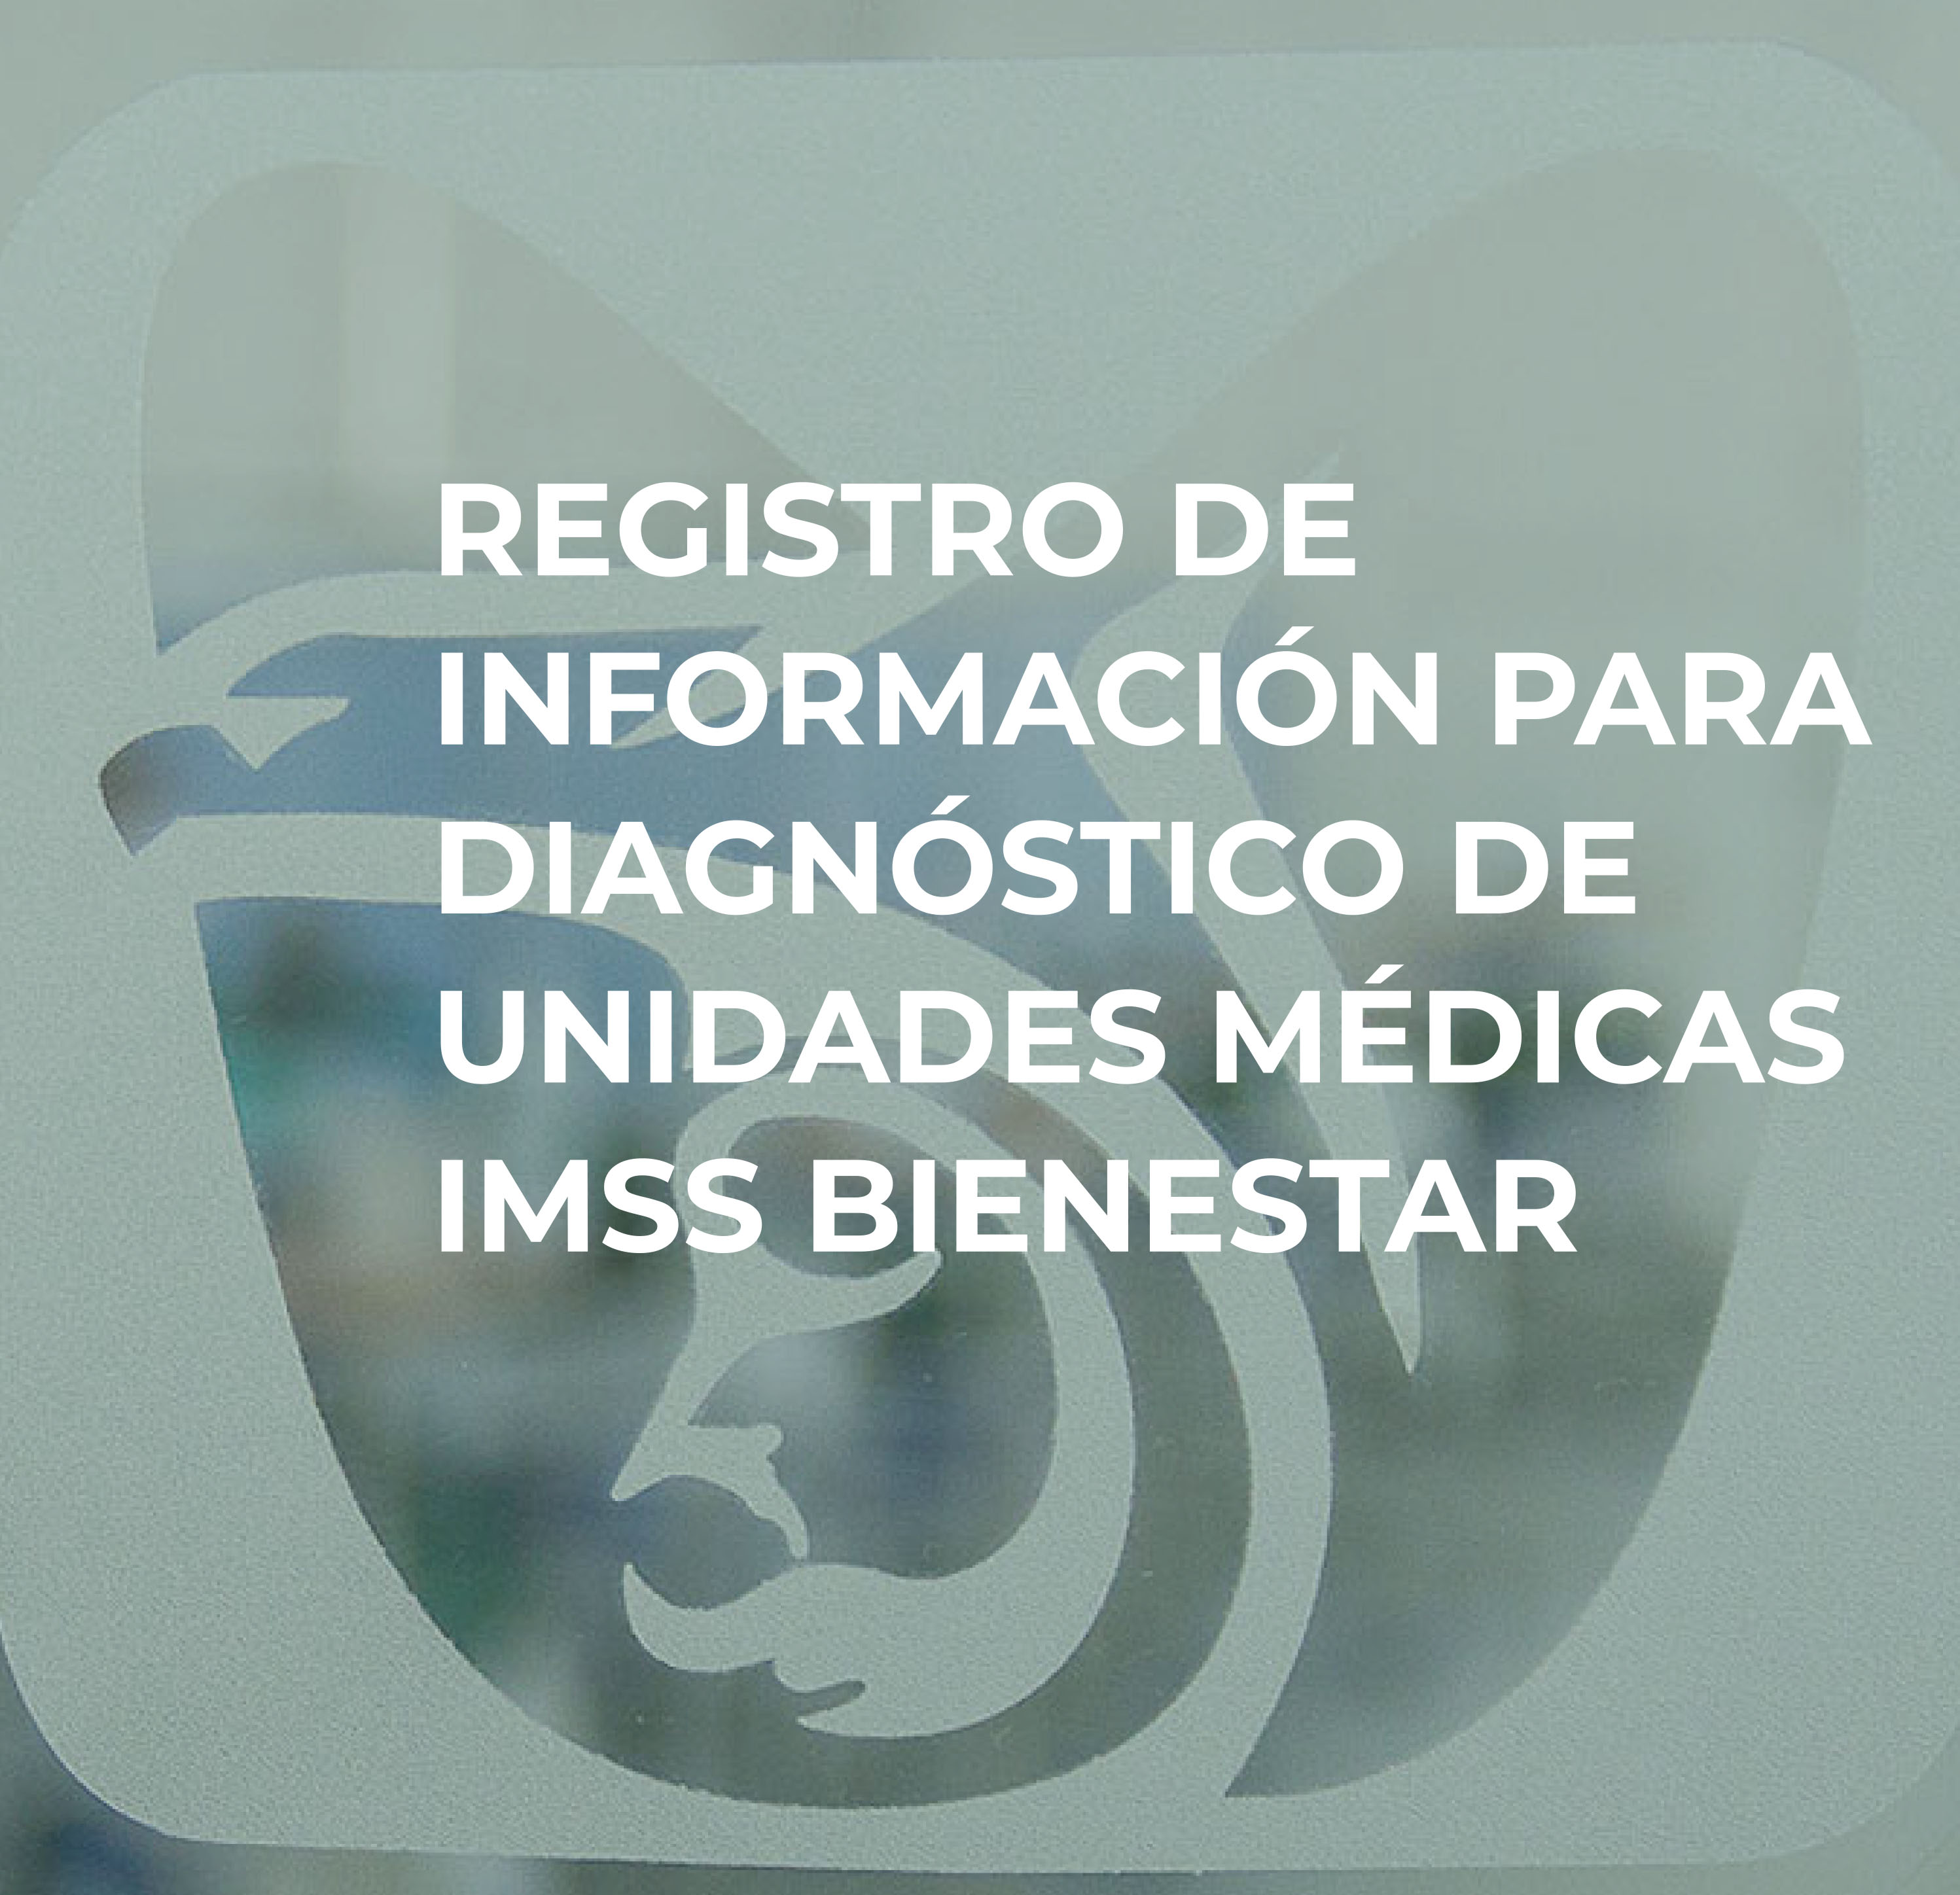 REGISTRO DE
INFORMACIÓN PARA
DIAGNÓSTICO DE
UNIDADES MÉDICAS
IMSS BIENESTAR